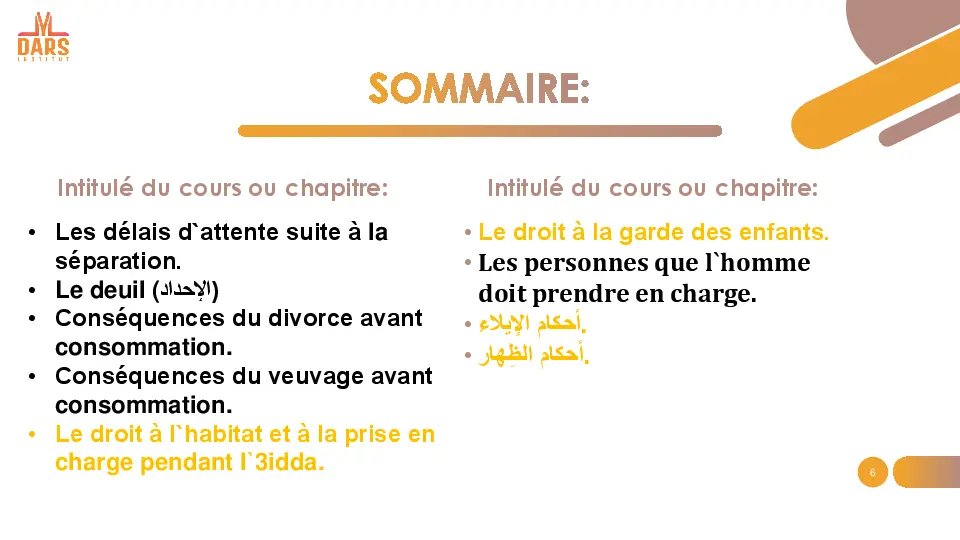 DARS
INSTITUT
SOMMAIRE:
Intitulé du cours ou chapitre:
• Les délais d`attente suite à la
séparation.
• Le deuil (الإحداد)
• Conséquences du divorce avant
consommation.
• Conséquences du veuvage avant
consommation.
• Le droit à l`habitat et à la prise en
charge pendant l`3idda.
Intitulé du cours ou chapitre:
• Le droit à la garde des enfants.
• Les personnes que l`homme
doit prendre en charge.
• أحكام الإيلاء.
• أحكام الظِهار.
6